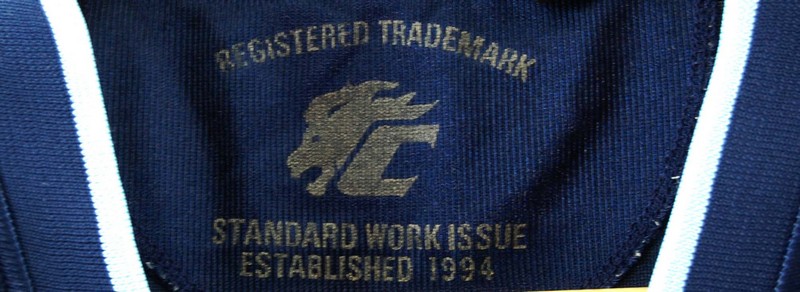 REGISTERED TRADEMARK
C
STANDARD WORK ISSUE
ESTABLISHED 1994